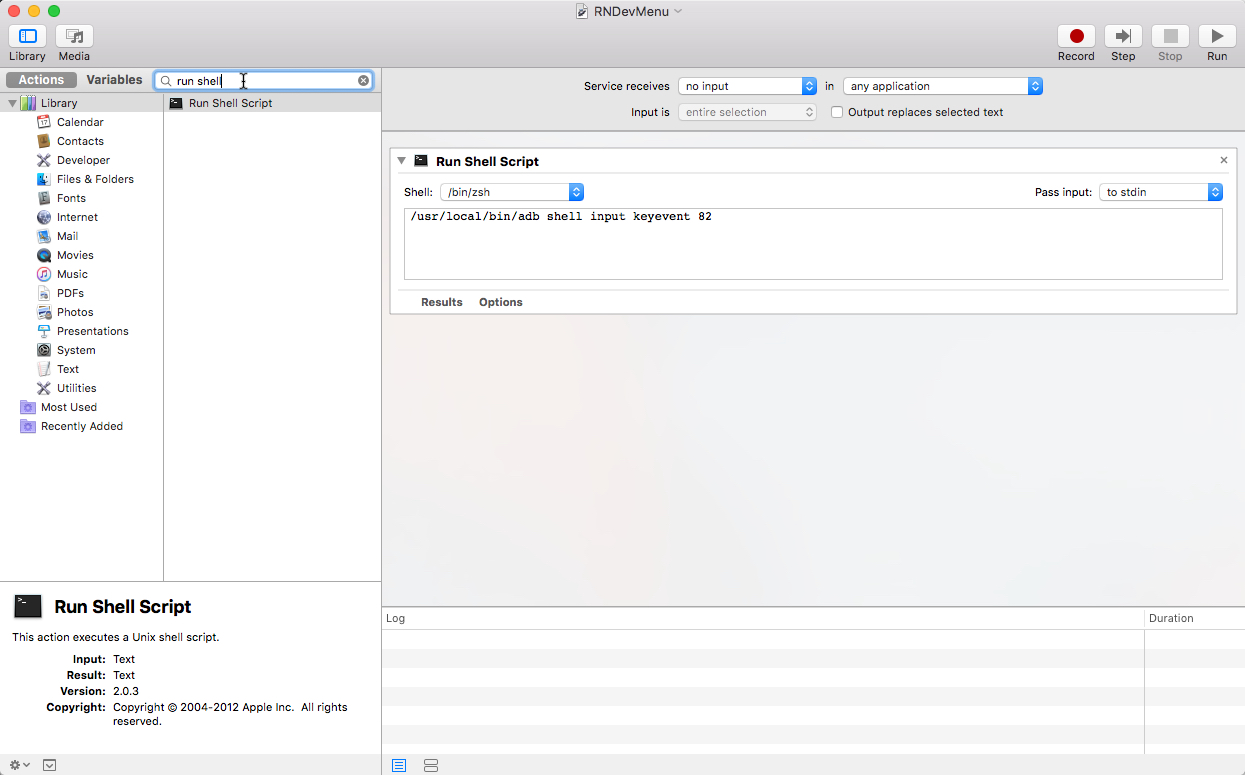 RNDevMenu
Library
Media
Record
Step
Stop
Run
Actions
Variables
run shell
Library
Calendar
17
Contacts
Developer
Files & Folders
Fonts
Internet
Mail
Movies
Music
PDFs
Photos
Presentations
System
Text
Utilities
Most Used
Recently Added
Run Shell Script
Service receives no input in any application
Input is entire selection Output replaces selected text
Run Shell Script
Shell: /bin/zsh Pass input: to stdin
/usr/local/bin/adb shell input keyevent 82
Results Options
Run Shell Script
This action executes a Unix shell script.
Input: Text
Result: Text
Version: 2.0.3
Copyright: Copyright © 2004-2012 Apple Inc. All rights
reserved.
Log Duration